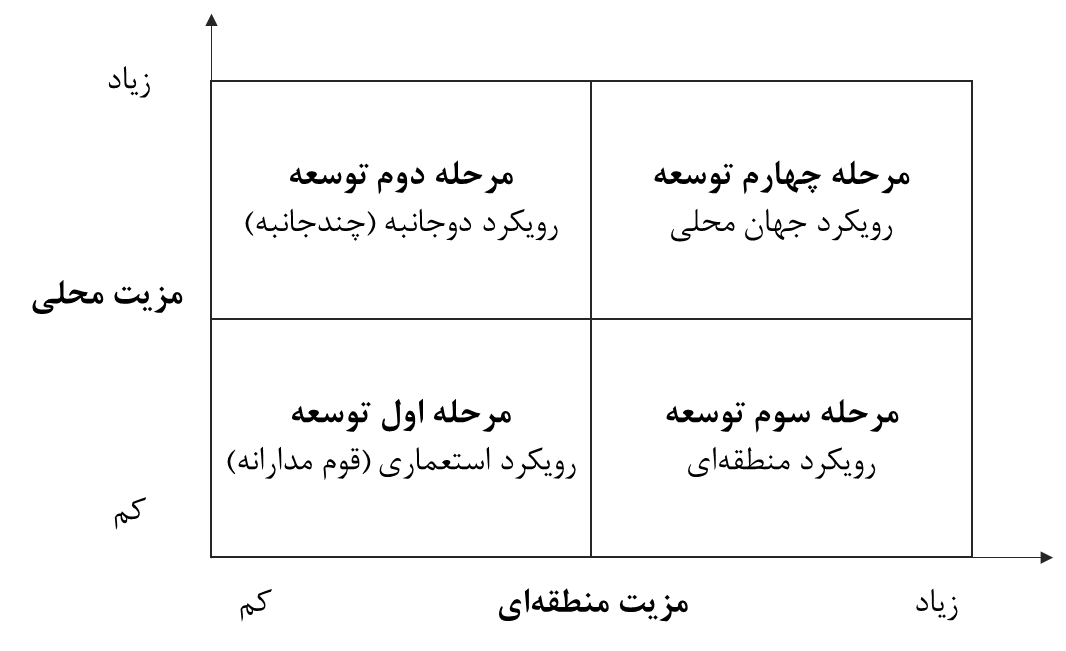 زیاد
مرحله چهارم توسعه
رویکرد جهان محلی
مرحله دوم توسعه
رویکرد دوجانبه (چندجانبه)
مزیت محلی
مرحله سوم توسعه
رویکرد منطقه‌ای
مرحله اول توسعه
رویکرد استعماری (قوم مدارانه)
کم
زیاد
مزیت منطقه‌ای
کم